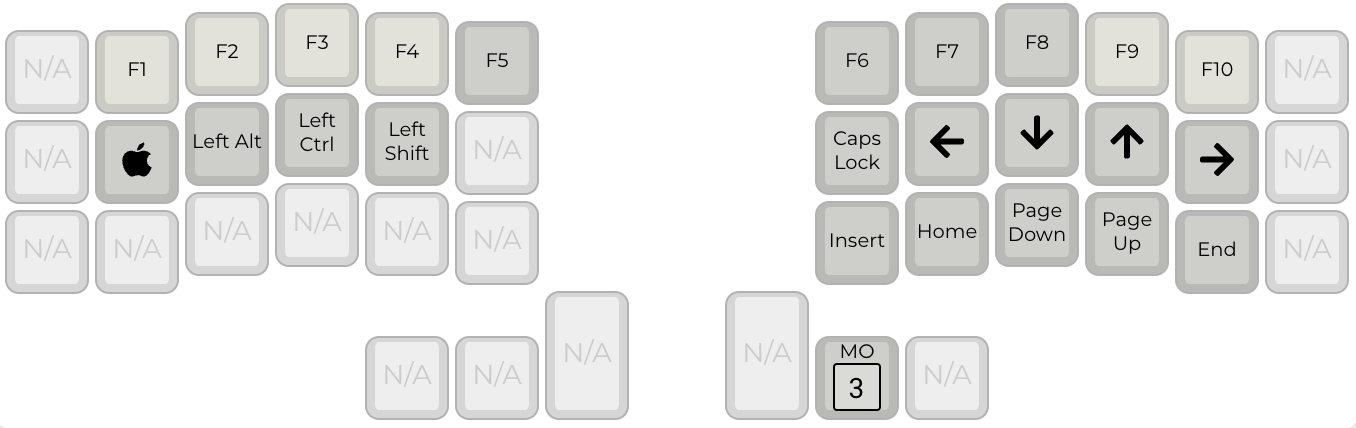 N/A
F1
F2
F3
F4
F5
F6
F7
F8
F9
F10
N/A
N/A
Left Alt
Left
Ctrl
Left
Shift
N/A
Caps
Lock
N/A
N/A
N/A
N/A
N/A
N/A
N/A
Insert
Home
Page
Down
Page
Up
End
N/A
N/A
N/A
N/A
N/A
MO
3
N/A